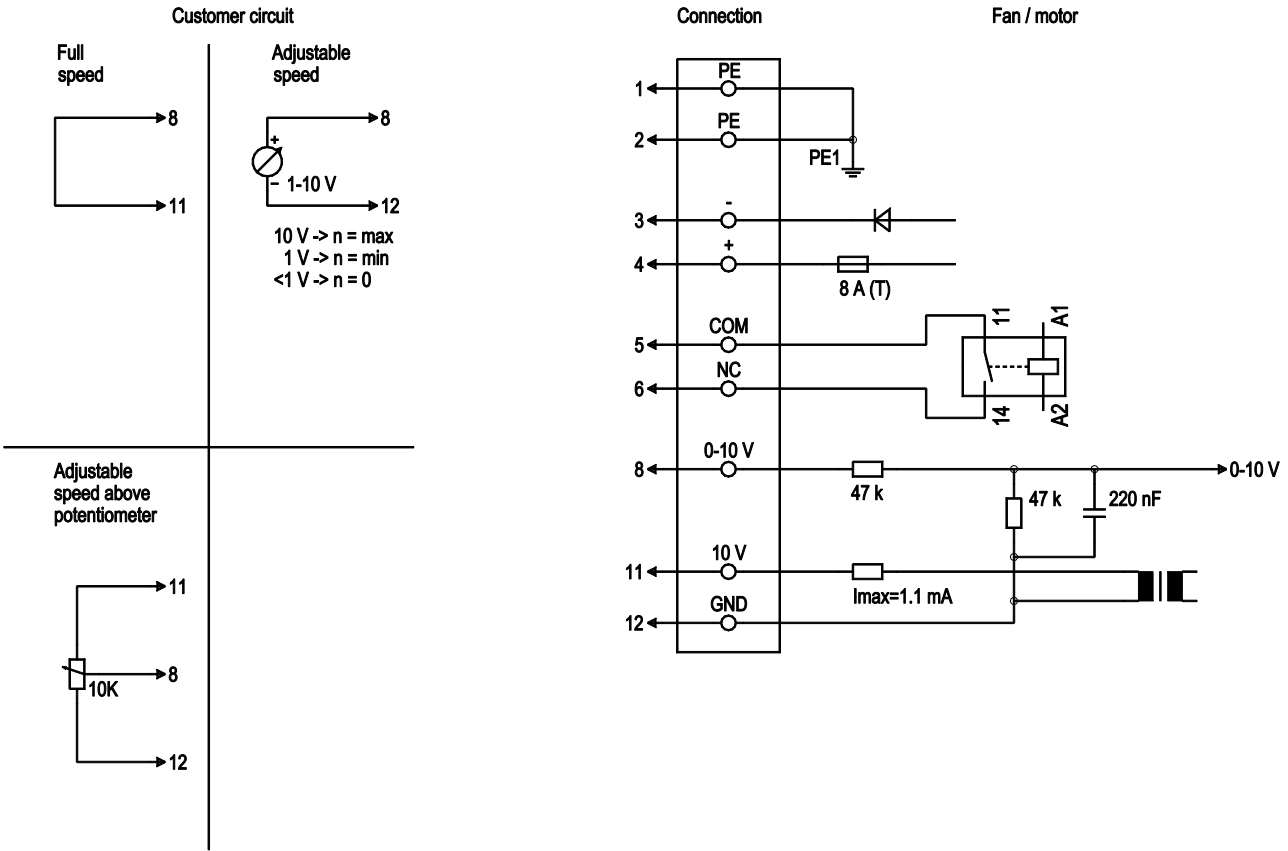 Customer circuit
Full
speed
8
11
Adjustable
speed
8
+
–
1-10 V
12
10 V -> n = max
1 V -> n = min
<1 V -> n = 0
Adjustable
speed above
potentiometer
11
8
10K
12
Connection
Fan / motor
PE
1
PE
2
PE1
-
3
+
4
8 A (T)
COM
5
NC
6
11
A1
14
A2
0-10 V
8
47 k
0-10 V
47 k
220 nF
10 V
11
Imax=1.1 mA
GND
12